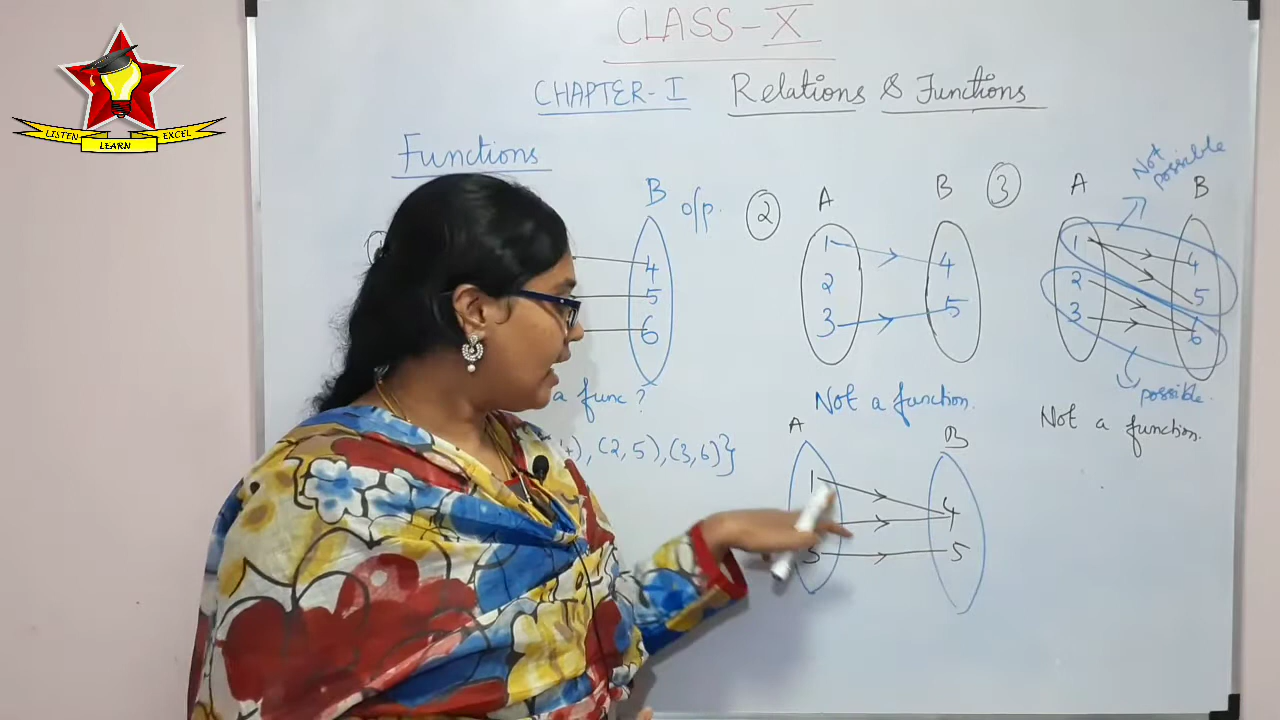 CLASS-X
CHAPTER-I Relations & Functions
LISTEN
LEARN
EXCEL
Functions
B o/p.
4
5
6
a func?
, (2, 5), (3, 6)}
② A B
1 4
2
3 5
Not a function.
③ A B
Not possible
1 4
2 5
3 6
possible.
Not a function.
A B
1 4
3 5